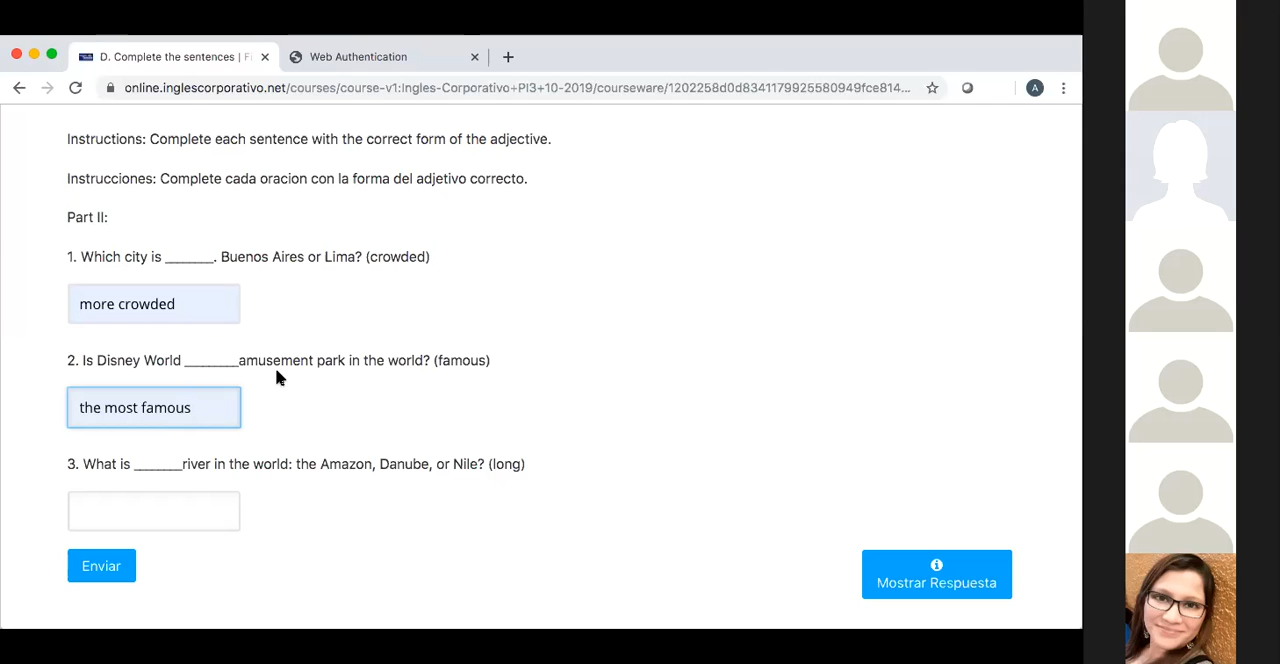 D. Complete the sentences | F
Web Authentication
online.inglescorporativo.net/courses/course-v1:Ingles-Corporativo+PI3+10-2019/courseware/1202258d0d8341179925580949fce814...
A
Instructions: Complete each sentence with the correct form of the adjective.
Instrucciones: Complete cada oracion con la forma del adjetivo correcto.
Part II:
1. Which city is _______. Buenos Aires or Lima? (crowded)
more crowded
2. Is Disney World ________amusement park in the world? (famous)
the most famous
3. What is _______river in the world: the Amazon, Danube, or Nile? (long)
Enviar
Mostrar Respuesta